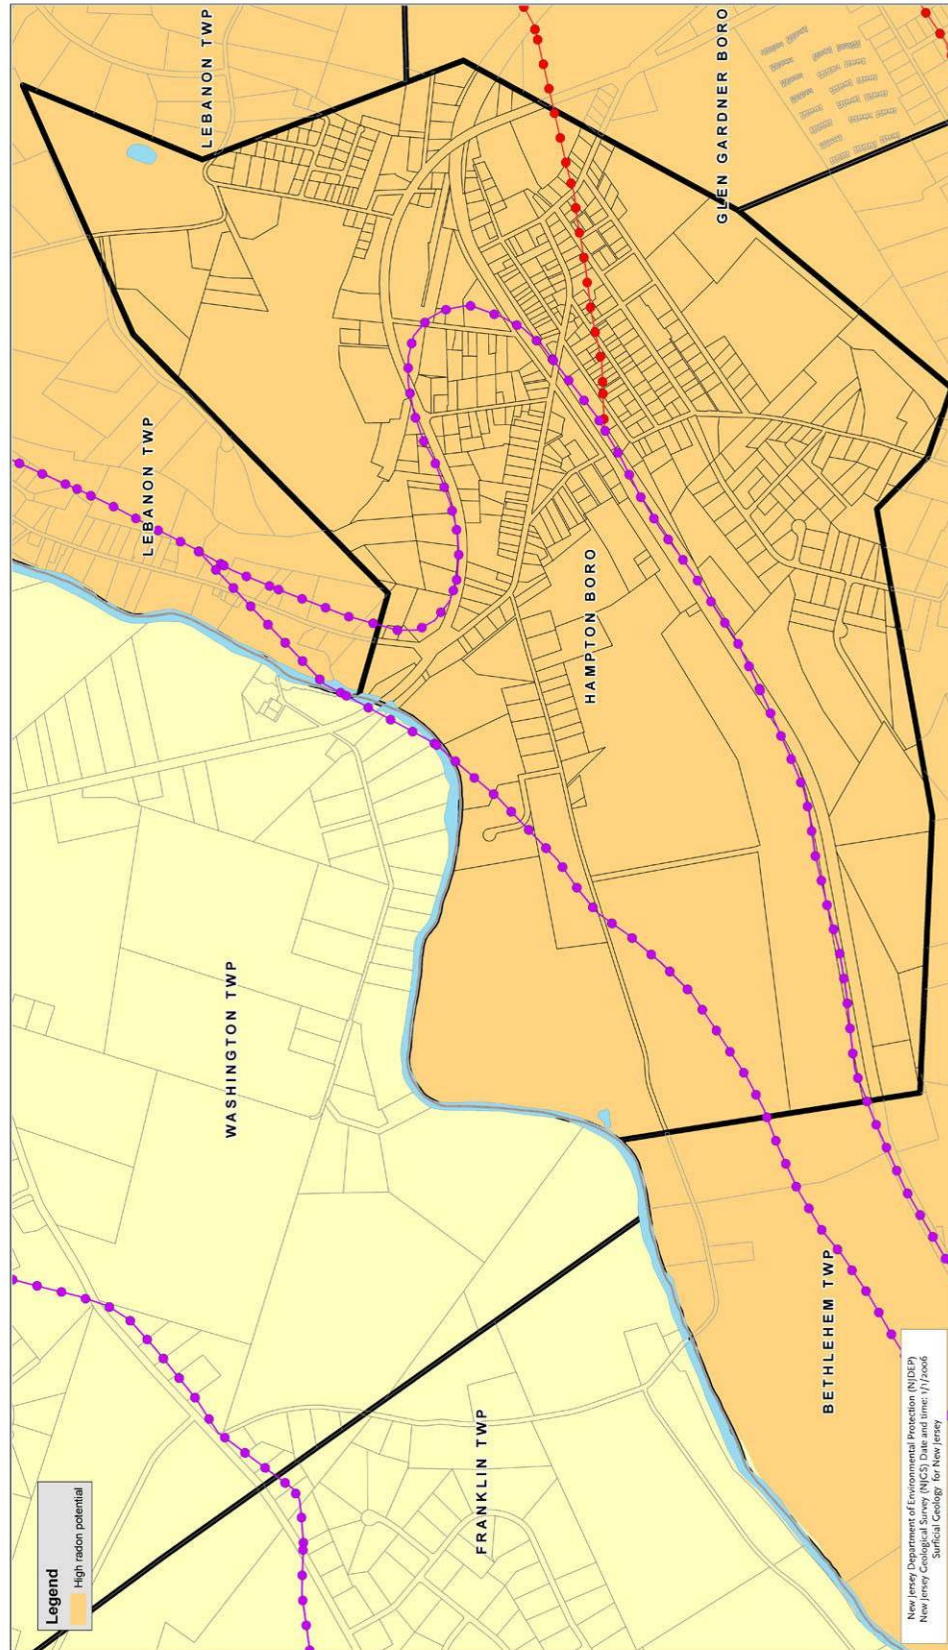 LEBANON TWP
GLEN GARDNER BORO
LEBANON TWP
HAMPTON BORO
WASHINGTON TWP
FRANKLIN TWP
BETHLEHEM TWP
Legend
High radon potential
New Jersey Department of Environmental Protection (NJDEP)
New Jersey Geological Survey (NJGS) Date and time: 1/1/2006
Surficial Geology for New Jersey